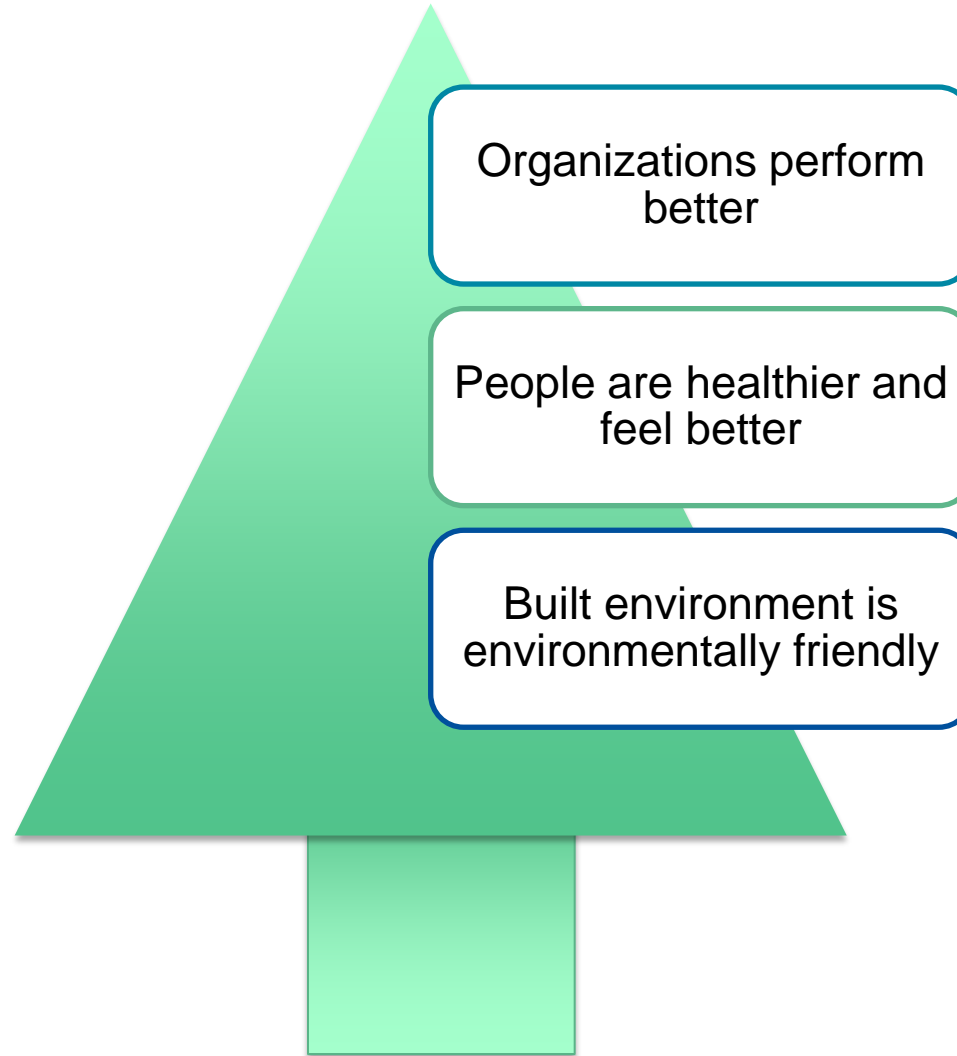 Organizations perform
better
People are healthier and
feel better
Built environment is
environmentally friendly